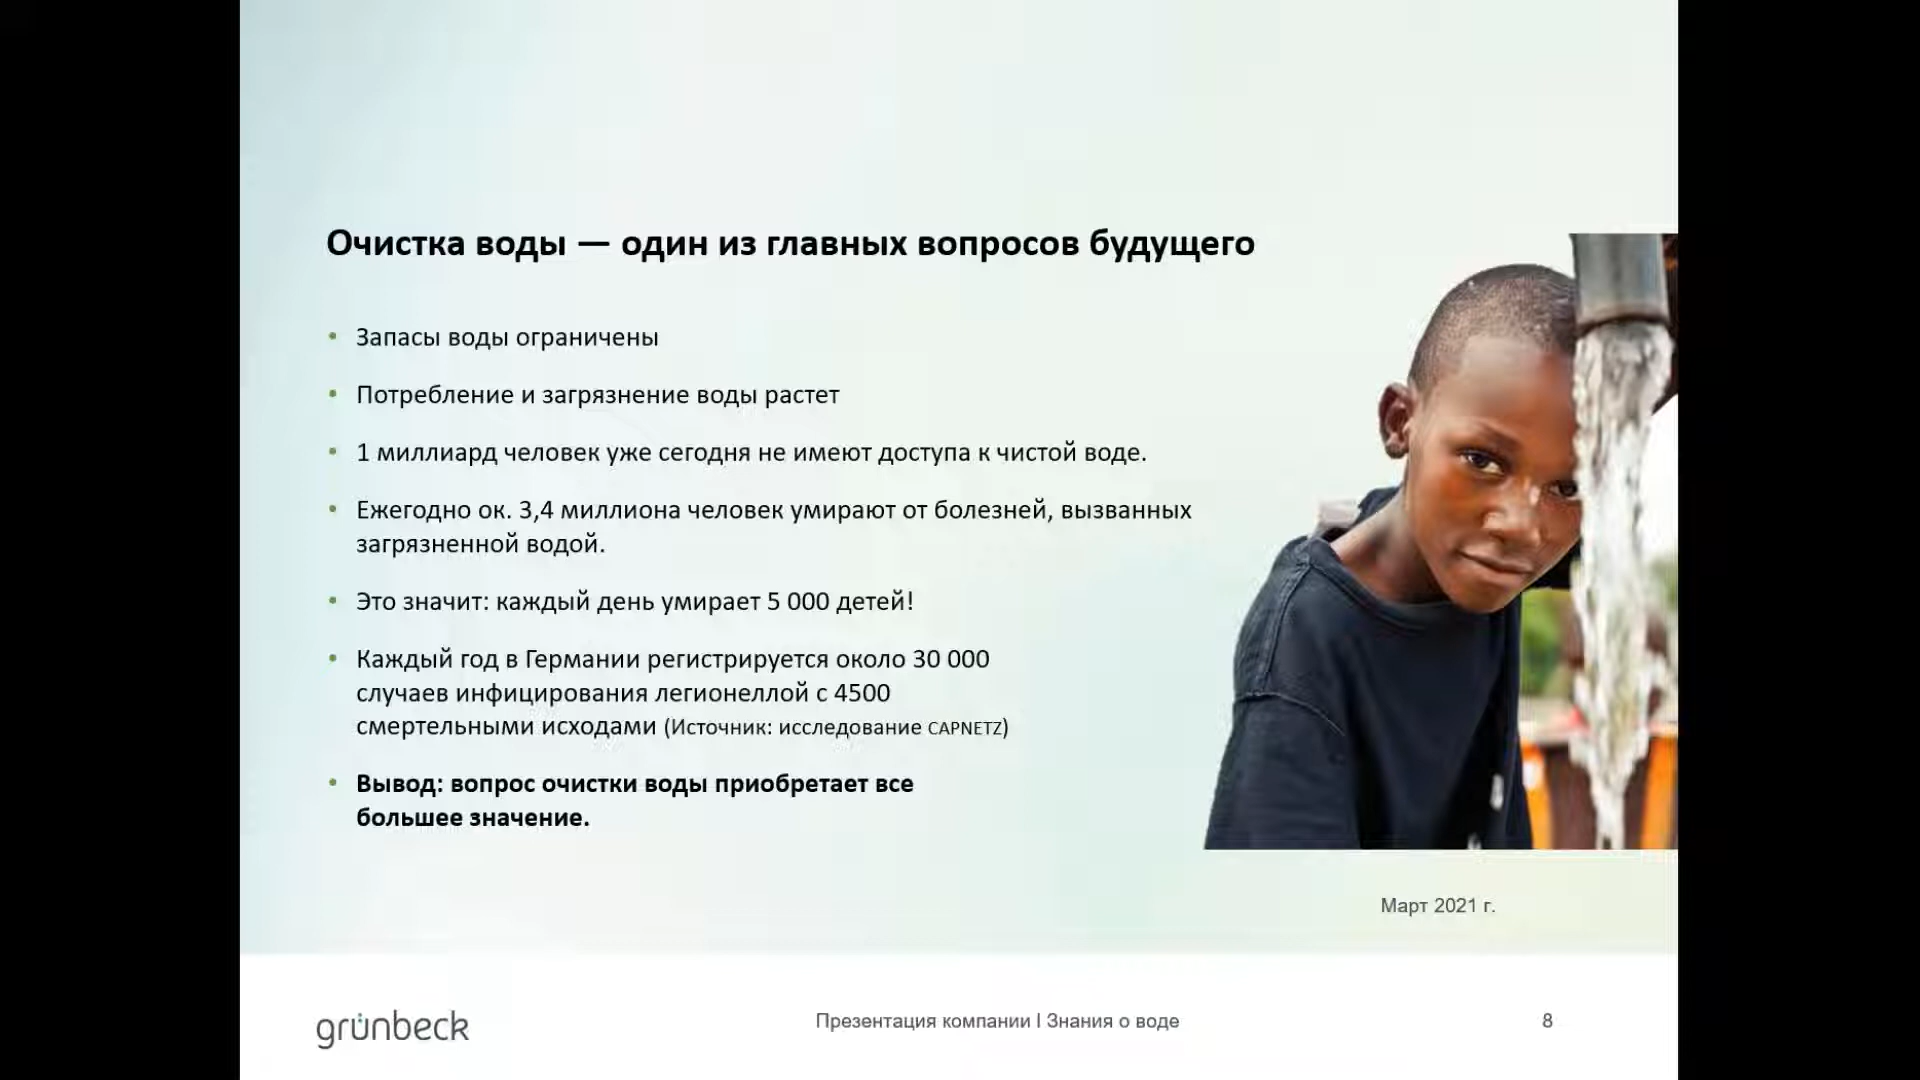 Очистка воды — один из главных вопросов будущего
• Запасы воды ограничены
• Потребление и загрязнение воды растет
• 1 миллиард человек уже сегодня не имеют доступа к чистой воде.
• Ежегодно ок. 3,4 миллиона человек умирают от болезней, вызванных
загрязненной водой.
• Это значит: каждый день умирает 5 000 детей!
• Каждый год в Германии регистрируется около 30 000
случаев инфицирования легионеллой с 4500
смертельными исходами (Источник: исследование CAPNETZ)
• Вывод: вопрос очистки воды приобретает все
большее значение.
Март 2021 г.
grünbeck
Презентация компании I Знания о воде
8